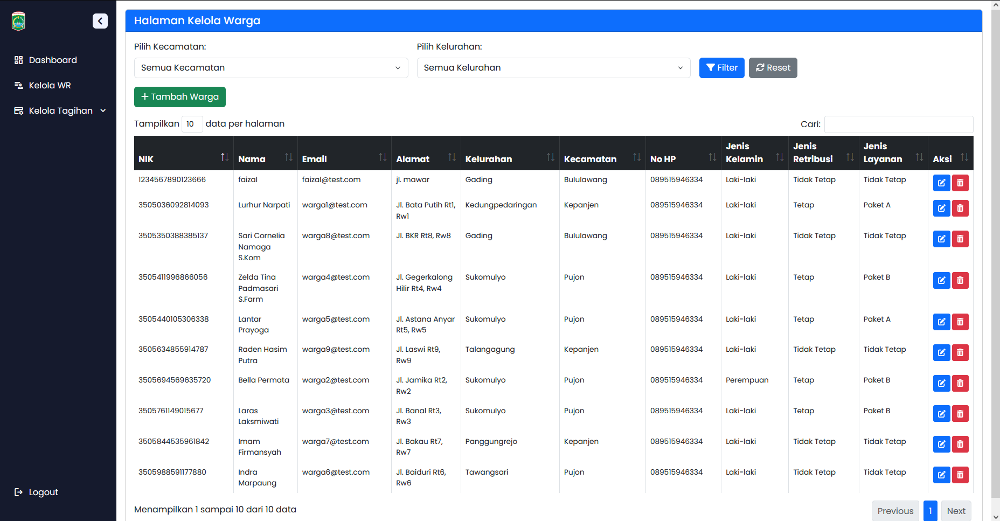 Halaman Kelola Warga
Dashboard
Kelola WR
Kelola Tagihan
Logout
Pilih Kecamatan:
Pilih Kelurahan:
Semua Kecamatan
Semua Kelurahan
Filter
Reset
+ Tambah Warga
Tampilkan 10 data per halaman
Cari:
NIK Nama Email Alamat Kelurahan Kecamatan No HP Jenis Kelamin Jenis Retribusi Jenis Layanan Aksi
1234567890123666 faizal faizal@test.com jl. mawar Gading Bululawang 089515946334 Laki-laki Tidak Tetap Tidak Tetap
3505036092814093 Lurhur Narpati warga1@test.com Jl. Bata Putih Rt1, Rw1 Kedungpedaringan Kepanjen 089515946334 Laki-laki Tetap Paket A
3505350388385137 Sari Cornelia Namaga S.Kom warga8@test.com Jl. BKR Rt8, Rw8 Gading Bululawang 089515946334 Laki-laki Tidak Tetap Tidak Tetap
3505411996866056 Zelda Tina Padmasari S.Farm warga4@test.com Jl. Gegerkalong Hilir Rt4, Rw4 Sukomulyo Pujon 089515946334 Laki-laki Tetap Paket B
3505440105306338 Lantar Prayoga warga5@test.com Jl. Astana Anyar Rt5, Rw5 Sukomulyo Pujon 089515946334 Laki-laki Tetap Paket A
3505634855914787 Raden Hasim Putra warga9@test.com Jl. Laswi Rt9, Rw9 Talangagung Kepanjen 089515946334 Laki-laki Tidak Tetap Tidak Tetap
3505694569635720 Bella Permata warga2@test.com Jl. Jamika Rt2, Rw2 Sukomulyo Pujon 089515946334 Perempuan Tetap Paket B
3505761149015677 Laras Laksmiwati warga3@test.com Jl. Banal Rt3, Rw3 Sukomulyo Pujon 089515946334 Laki-laki Tetap Paket B
3505844535961842 Imam Firmansyah warga7@test.com Jl. Bakau Rt7, Rw7 Panggungrejo Kepanjen 089515946334 Laki-laki Tidak Tetap Tidak Tetap
3505988591177880 Indra Marpaung warga6@test.com Jl. Baiduri Rt6, Rw6 Tawangsari Pujon 089515946334 Laki-laki Tidak Tetap Tidak Tetap
Menampilkan 1 sampai 10 dari 10 data
Previous 1 Next